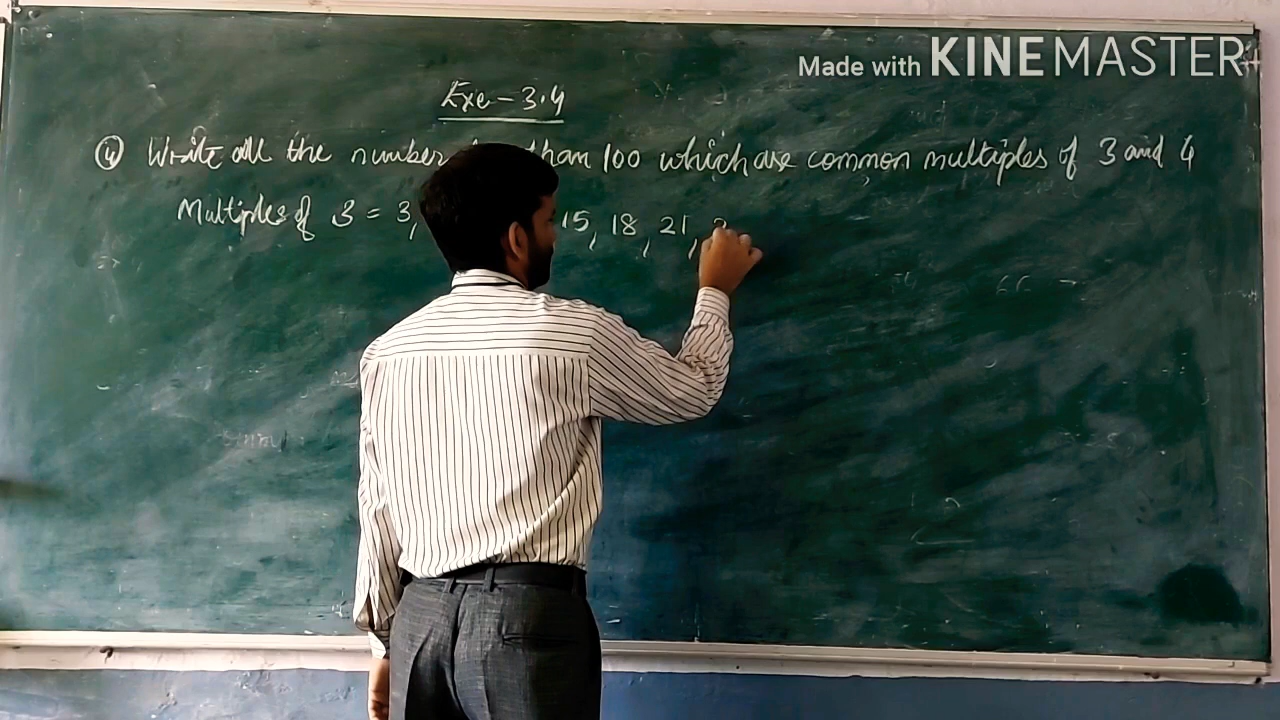 Made with KINEMASTER
Exe - 3.4
④ Write all the number than 100 which are common multiples of 3 and 4
Multiples of 3 = 3, 15, 18, 21,